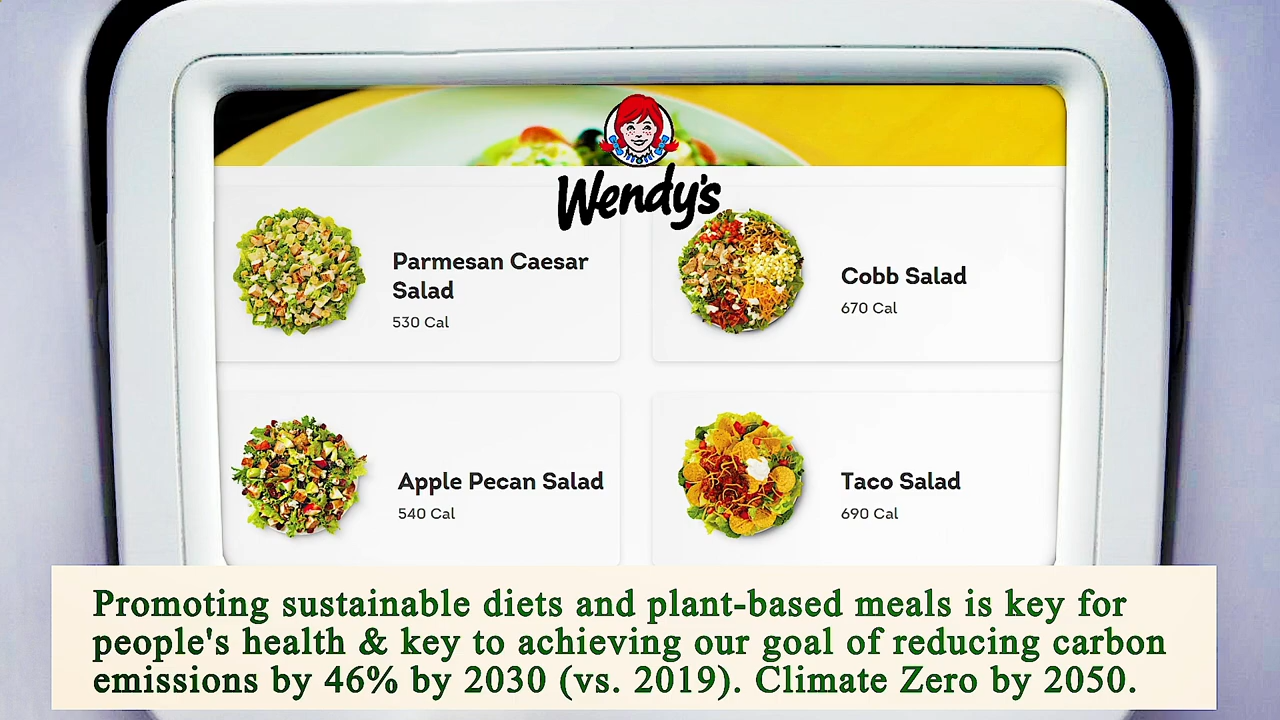 Wendy's
Parmesan Caesar
Salad
530 Cal
Cobb Salad
670 Cal
Apple Pecan Salad
540 Cal
Taco Salad
690 Cal
Promoting sustainable diets and plant-based meals is key for
people's health & key to achieving our goal of reducing carbon
emissions by 46% by 2030 (vs. 2019). Climate Zero by 2050.